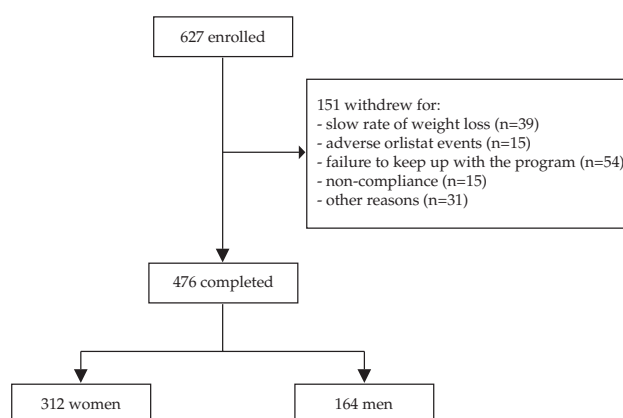 627 enrolled
151 withdrew for:
- slow rate of weight loss (n=39)
- adverse orlistat events (n=15)
- failure to keep up with the program (n=54)
- non-compliance (n=15)
- other reasons (n=31)
476 completed
312 women
164 men